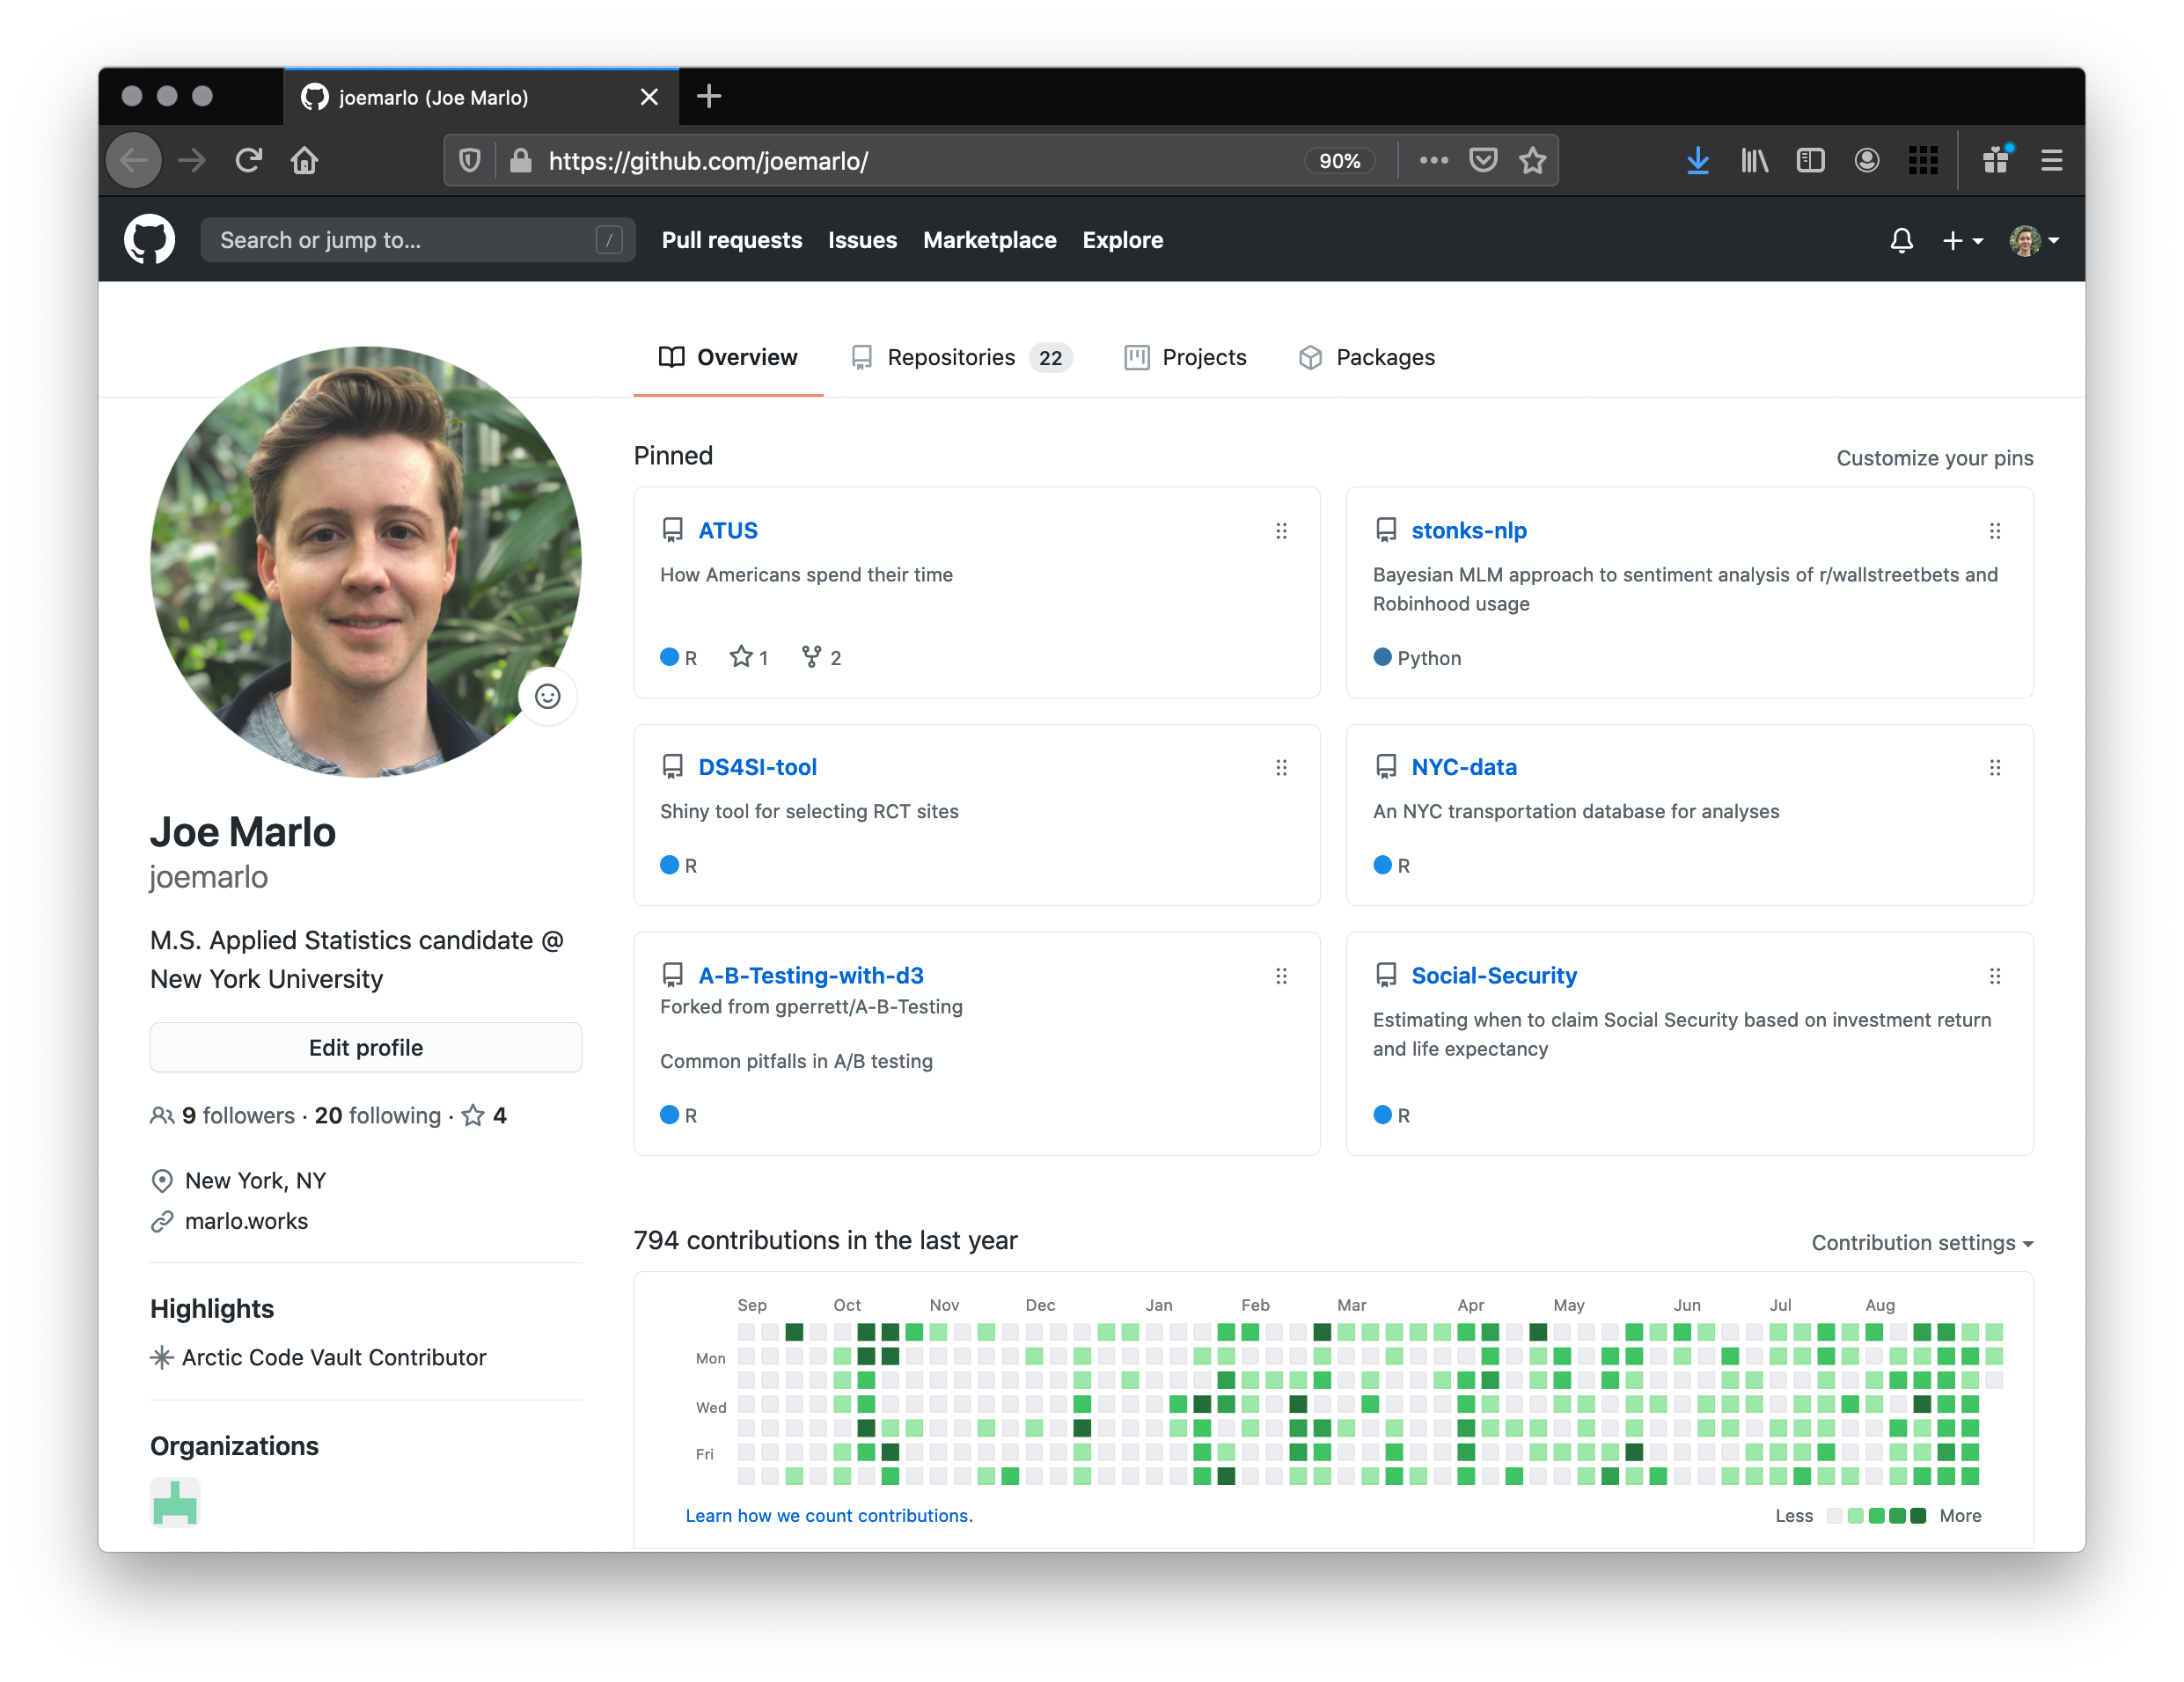 joemarlo (Joe Marlo)
https://github.com/joemarlo/
90%
Search or jump to...
/
Pull requests
Issues
Marketplace
Explore
Overview
Repositories 22
Projects
Packages
Joe Marlo
joemarlo
M.S. Applied Statistics candidate @
New York University
Edit profile
9 followers · 20 following · 4
New York, NY
marlo.works
Highlights
Arctic Code Vault Contributor
Organizations
Pinned
Customize your pins
ATUS
How Americans spend their time
R 1 2
stonks-nlp
Bayesian MLM approach to sentiment analysis of r/wallstreetbets and
Robinhood usage
Python
DS4SI-tool
Shiny tool for selecting RCT sites
R
NYC-data
An NYC transportation database for analyses
R
A-B-Testing-with-d3
Forked from gperrett/A-B-Testing
Common pitfalls in A/B testing
R
Social-Security
Estimating when to claim Social Security based on investment return
and life expectancy
R
794 contributions in the last year
Contribution settings
Sep Oct Nov Dec Jan Feb Mar Apr May Jun Jul Aug
Mon
Wed
Fri
Learn how we count contributions.
Less More